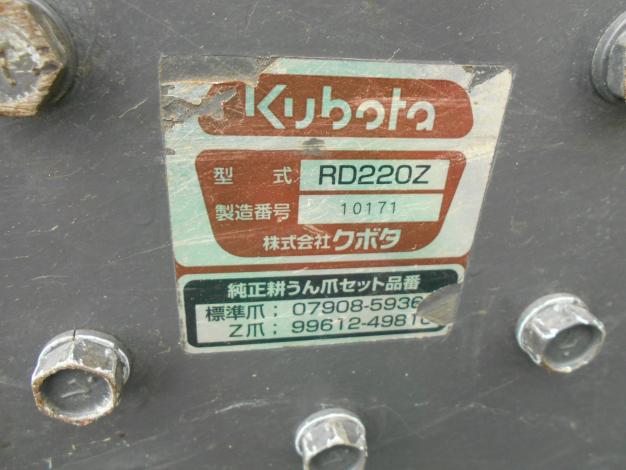 Kubota
型式 RD220Z
製造番号 10171
株式会社クボタ
純正耕うん爪セット品番
標準爪: 07908-5936
Z爪: 99612-4981